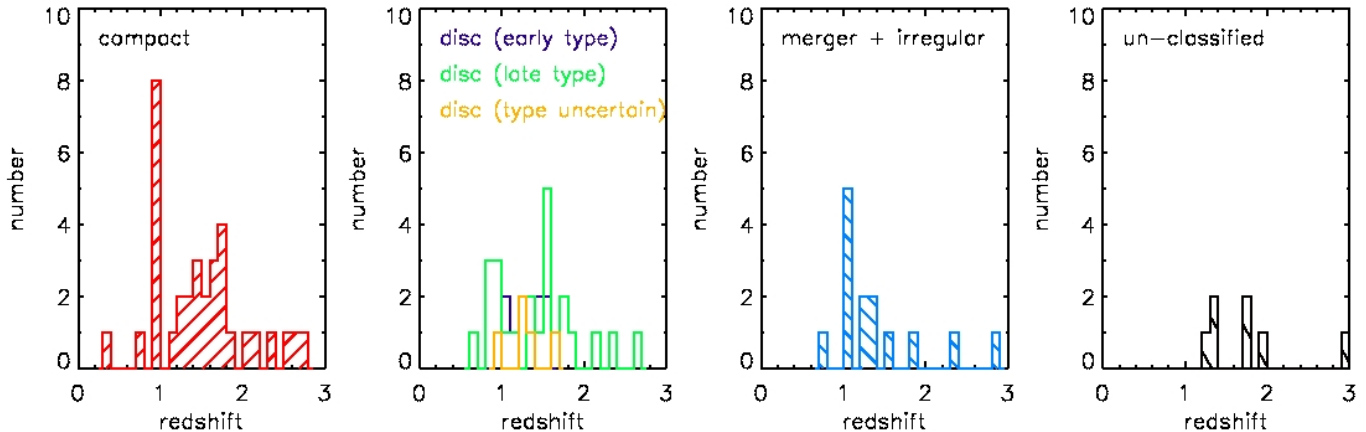 10
8
6
4
2
0
number
compact
0
1
2
3
redshift
10
8
6
4
2
0
number
disc (early type)
disc (late type)
disc (type uncertain)
0
1
2
3
redshift
10
8
6
4
2
0
number
merger + irregular
0
1
2
3
redshift
10
8
6
4
2
0
number
un-classified
0
1
2
3
redshift